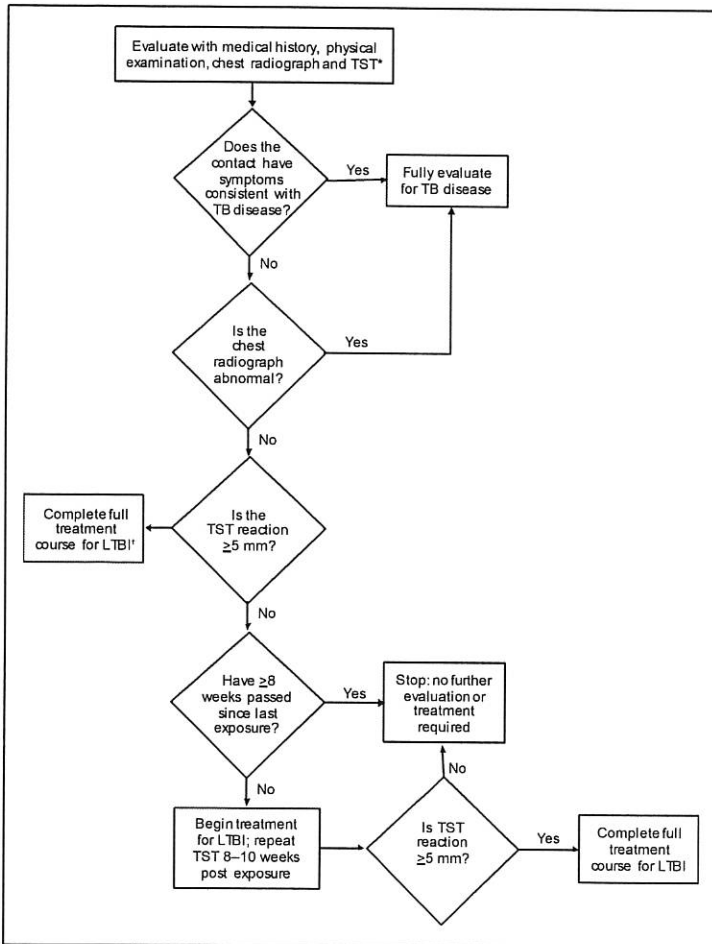 Evaluate with medical history, physical
examination, chest radiograph and TST*
Does the
contact have
symptoms
consistent with
TB disease?
Yes
Fully evaluate
for TB disease
No
Is the
chest
radiograph
abnormal?
Yes
No
Complete full
treatment
course for LTBI†
Is the
TST reaction
≥5 mm?
No
Have ≥8
weeks passed
since last
exposure?
Yes
Stop: no further
evaluation or
treatment
required
No
No
Begin treatment
for LTBI; repeat
TST 8–10 weeks
post exposure
Is TST
reaction
≥5 mm?
Yes
Complete full
treatment
course for LTBI